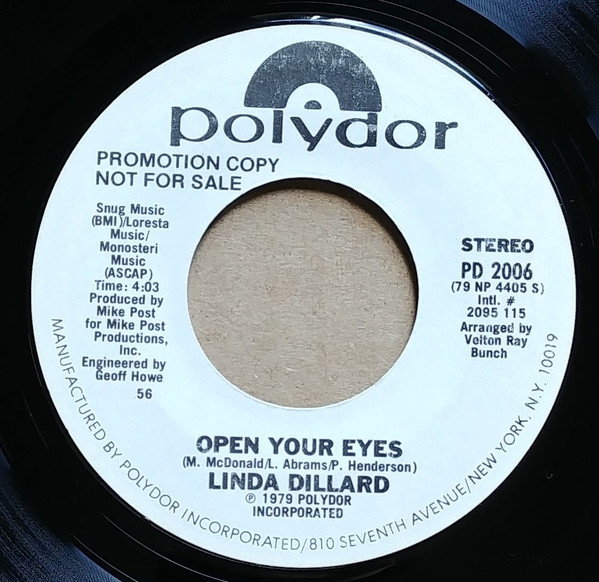 polydor
PROMOTION COPY
NOT FOR SALE
Snug Music
(BMI)/Loresta
Music/
Monosteri
Music
(ASCAP)
Time: 4:03
Produced by
Mike Post
for Mike Post
Productions,
Inc.
Engineered by
Geoff Howe
56
STEREO
PD 2006
(79 NP 4405 S)
Intl. #
2095 115
Arranged by
Velton Ray
Bunch
OPEN YOUR EYES
(M. McDonald/L. Abrams/P. Henderson)
LINDA DILLARD
℗ 1979 POLYDOR
INCORPORATED
MANUFACTURED BY POLYDOR INCORPORATED/810 SEVENTH AVENUE/NEW YORK, N.Y. 10019